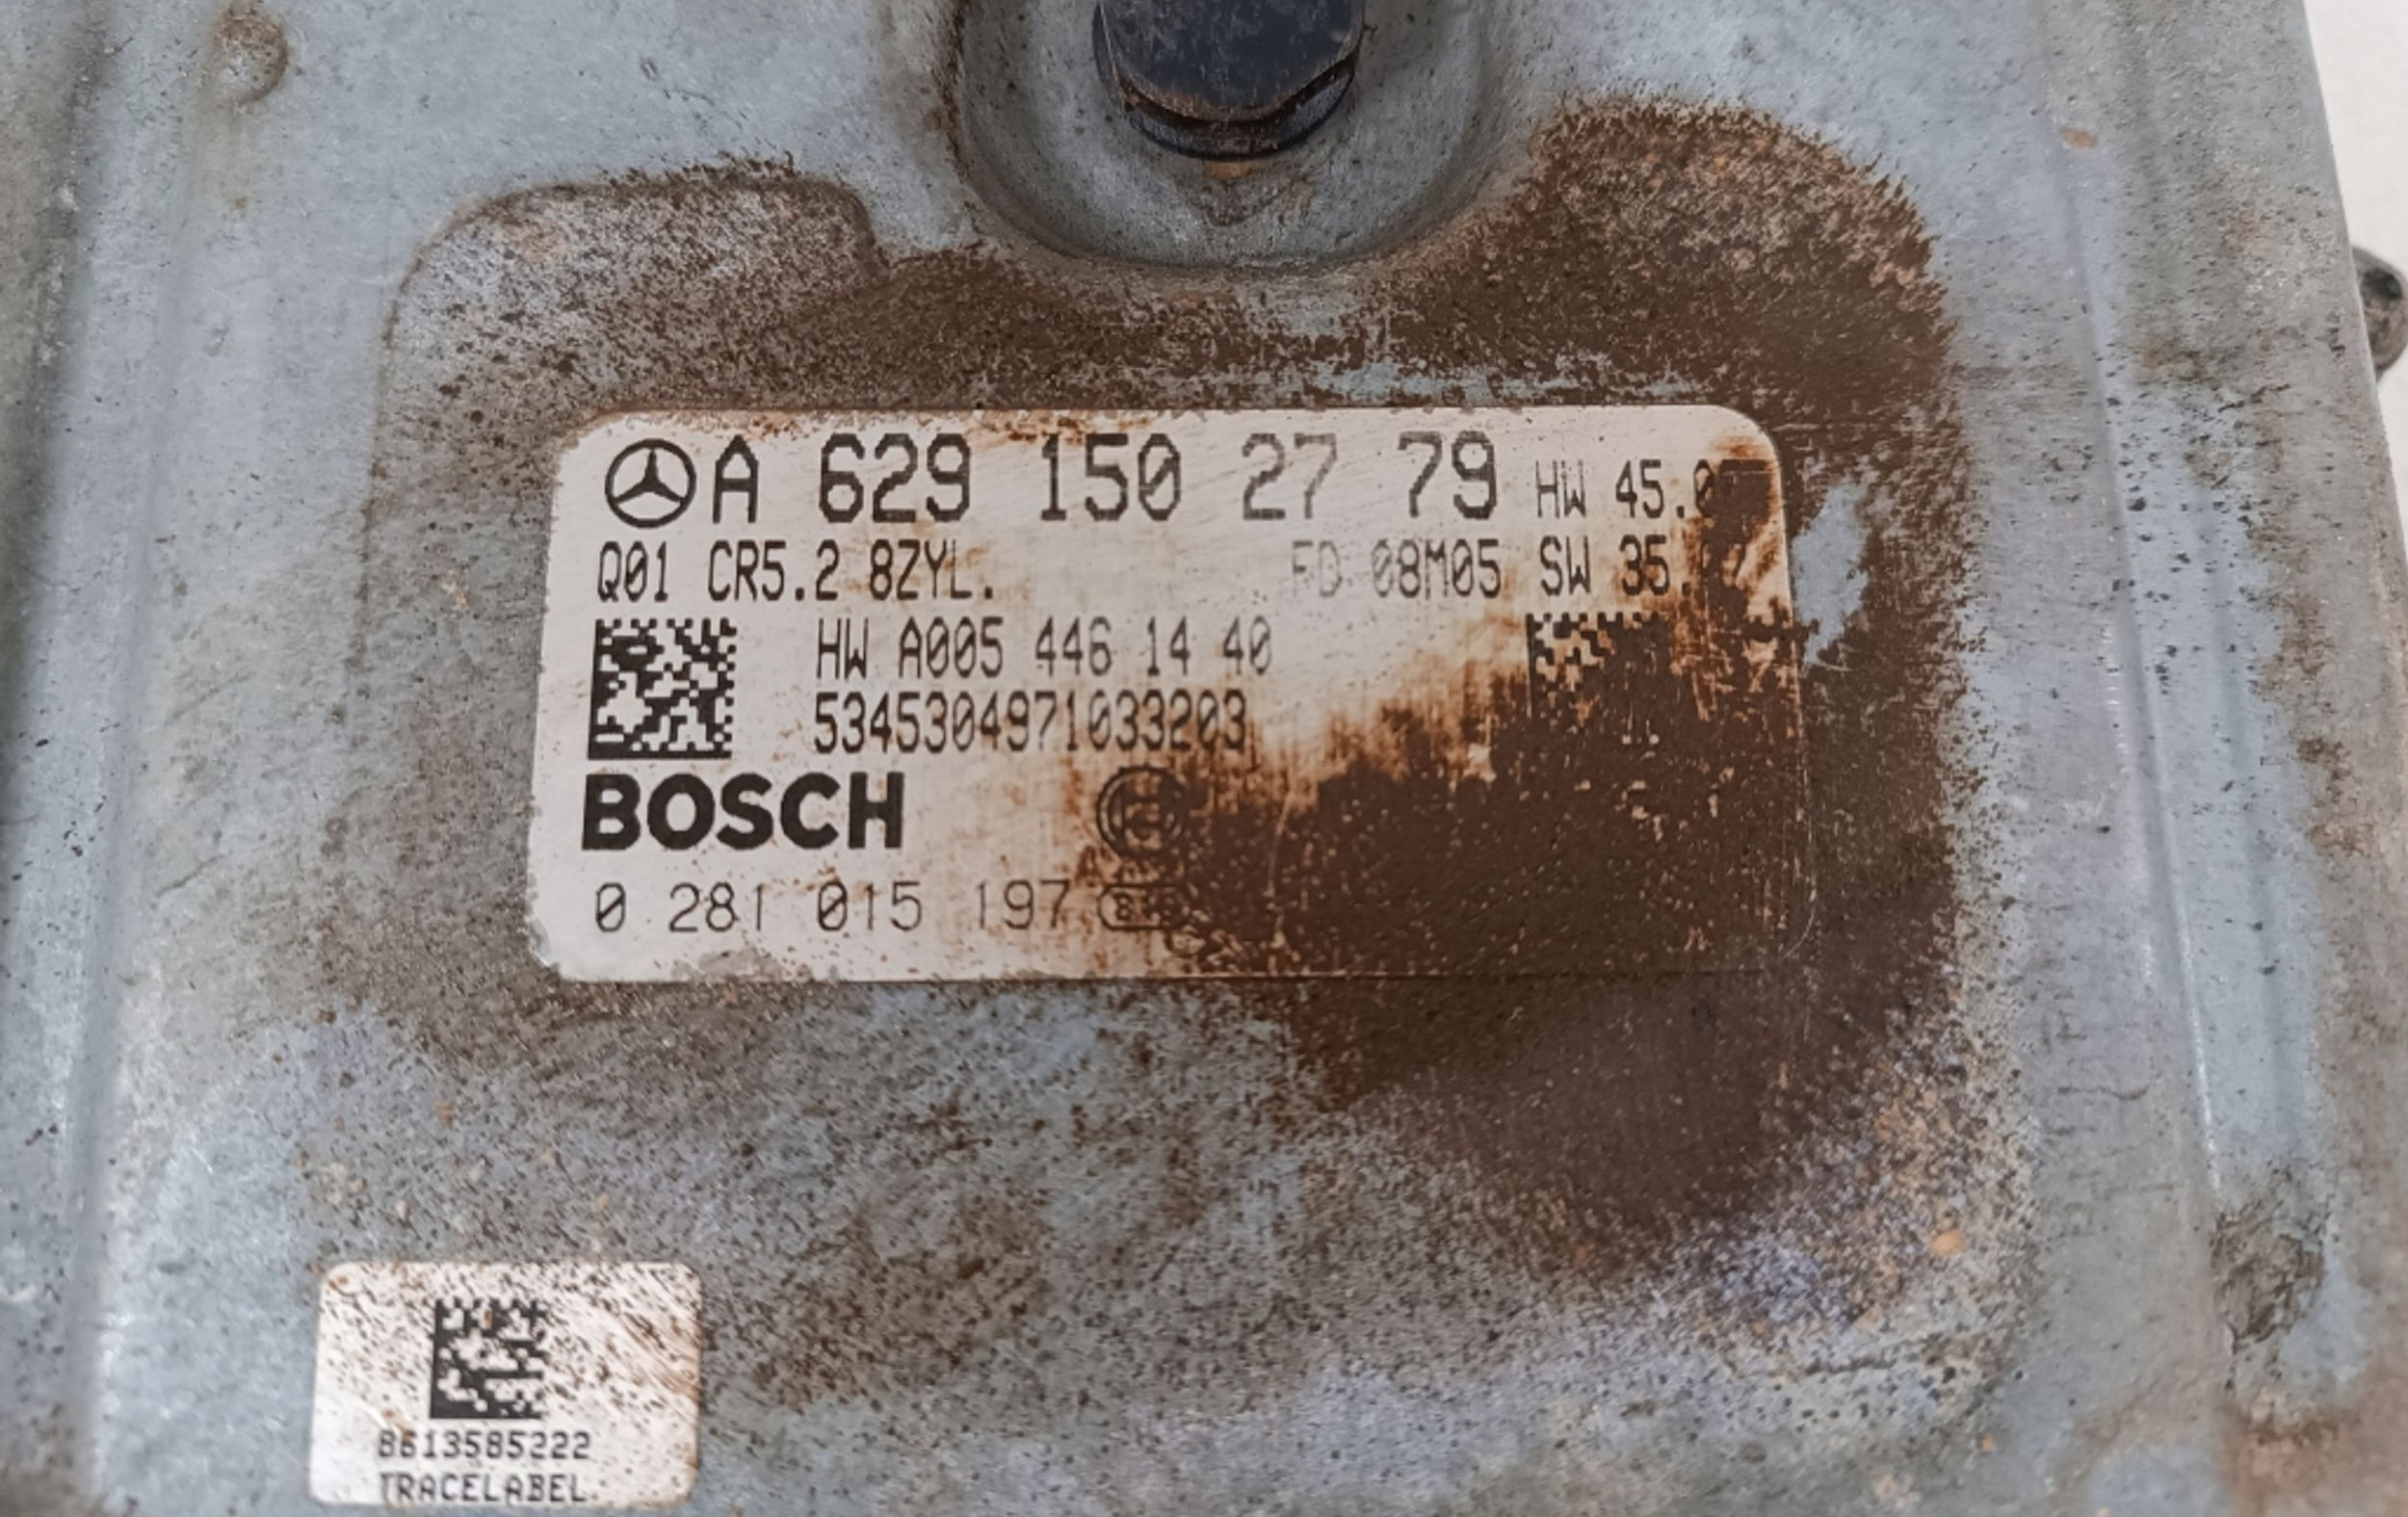 A 629 150 27 79 HW 45.
Q01 CR5.2 8ZYL. FD 08M05 SW 35.
HW A005 446 14 40
5345304971033203
BOSCH
0 281 015 197
8613585222
TRACELABEL.